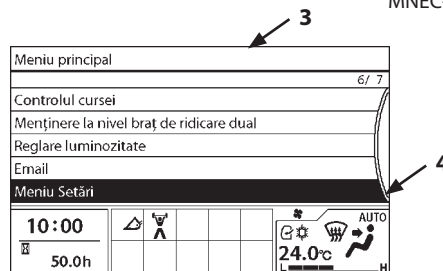 MNEC-
3
Meniu principal
6/ 7
Controlul cursei
Menținere la nivel braț de ridicare dual
Reglare luminozitate
Email
Meniu Setări
4
10:00
AUTO
50.0h
24.0°C
L H